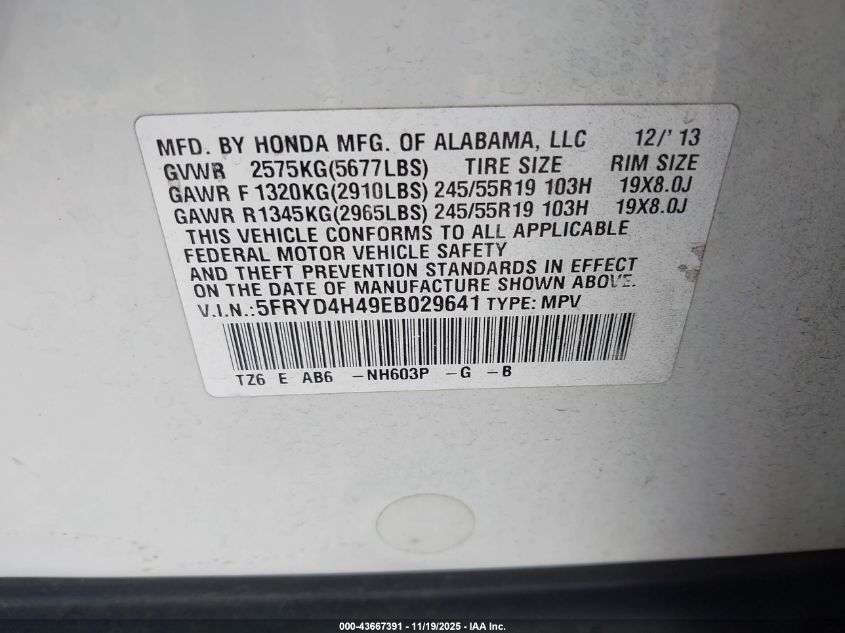 MFD. BY HONDA MFG. OF ALABAMA, LLC 12/' 13
GVWR 2575KG(5677LBS) TIRE SIZE RIM SIZE
GAWR F 1320KG(2910LBS) 245/55R19 103H 19X8.0J
GAWR R1345KG(2965LBS) 245/55R19 103H 19X8.0J
THIS VEHICLE CONFORMS TO ALL APPLICABLE
FEDERAL MOTOR VEHICLE SAFETY
AND THEFT PREVENTION STANDARDS IN EFFECT
ON THE DATE OF MANUFACTURE SHOWN ABOVE.
V.I.N.:5FRYD4H49EB029641 TYPE: MPV
TZ6 E AB6 -NH603P -G -B
000-43667391 - 11/19/2025 - IAA Inc.